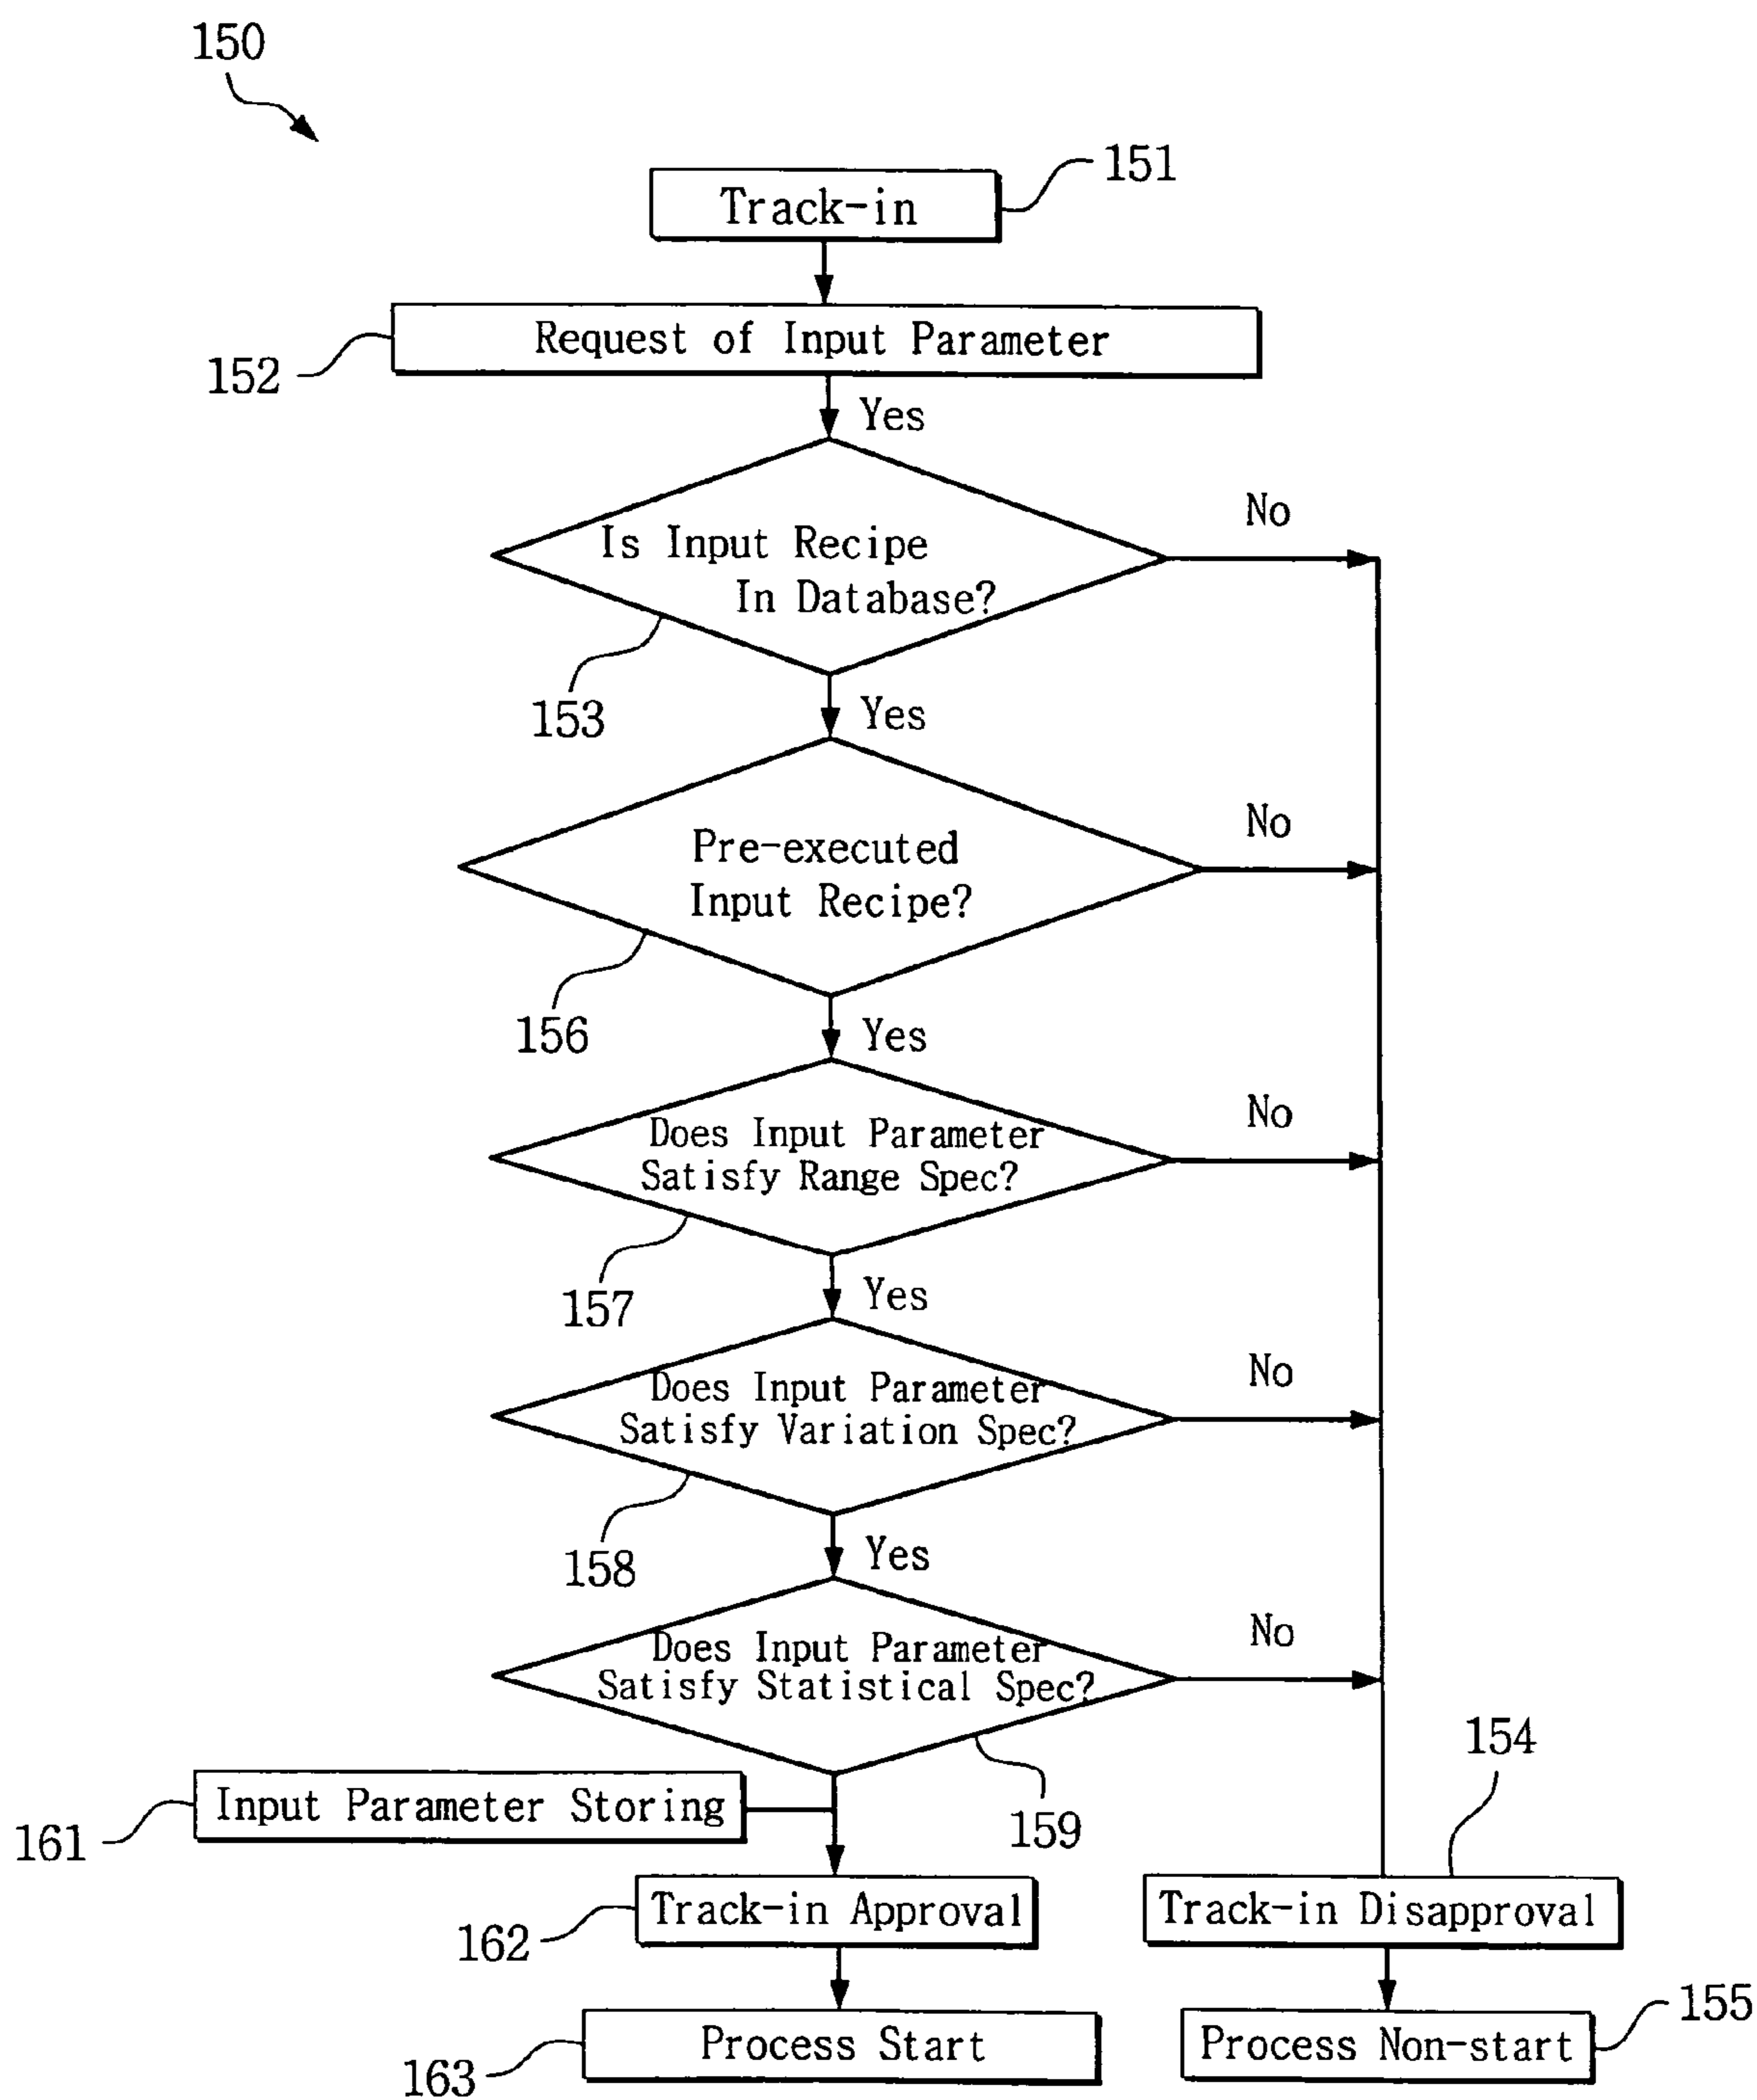 150
151
Track-in
Request of Input Parameter
152
Yes
Is Input Recipe
In Database?
No
153
Yes
Pre-executed
Input Recipe?
No
156
Yes
Does Input Parameter
Satisfy Range Spec?
No
157
Yes
Does Input Parameter
Satisfy Variation Spec?
No
158
Yes
Does Input Parameter
Satisfy Statistical Spec?
No
159
154
Input Parameter Storing
161
Track-in Approval
162
Track-in Disapproval
Process Start
163
Process Non-start
155